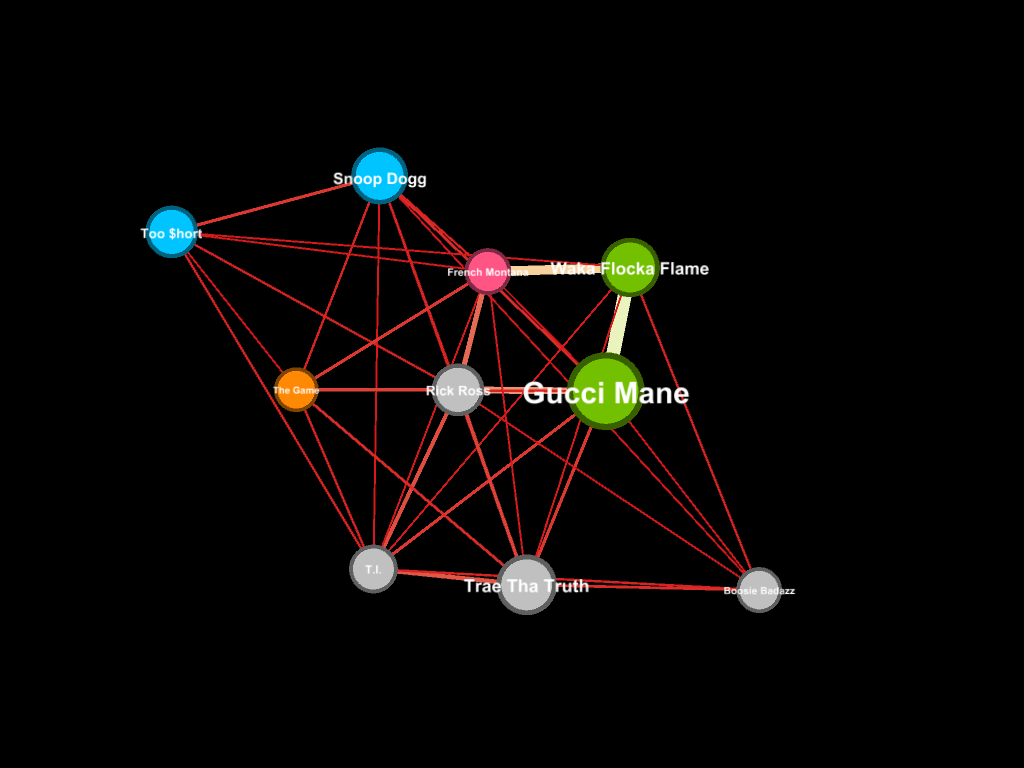 Snoop Dogg
Too $hort
Waka Flocka Flame
French Montana
The Game
Rick Ross
Gucci Mane
T.I.
Trae Tha Truth
Boosie Badazz